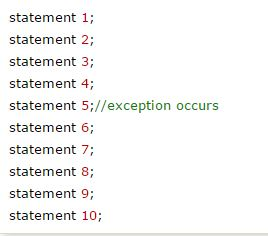 statement 1;
statement 2;
statement 3;
statement 4;
statement 5;//exception occurs
statement 6;
statement 7;
statement 8;
statement 9;
statement 10;